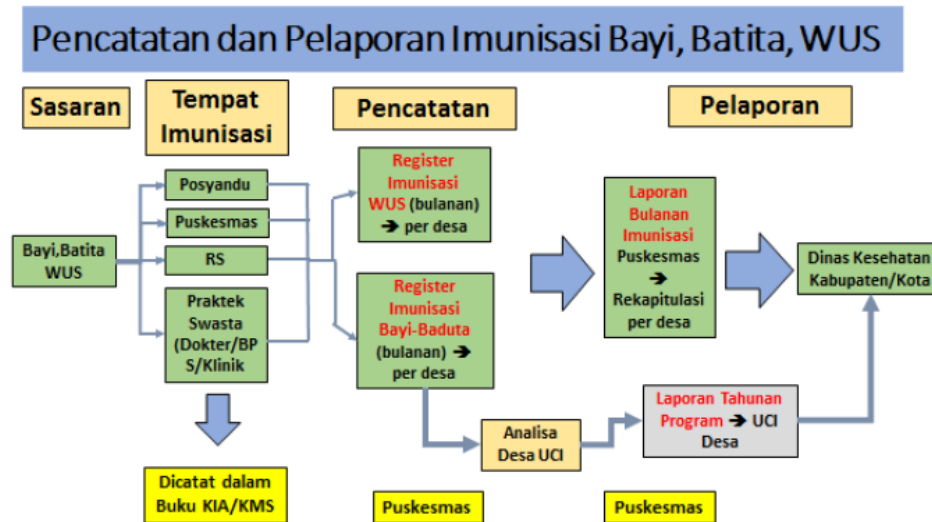 Pencatatan dan Pelaporan Imunisasi Bayi, Batita, WUS
Sasaran
Tempat
Imunisasi
Pencatatan
Pelaporan
Bayi,Batita
WUS
Posyandu
Puskesmas
RS
Praktek
Swasta
(Dokter/BP
S/Klinik
Dicatat dalam
Buku KIA/KMS
Register
Imunisasi
WUS (bulanan)
➔ per desa
Register
Imunisasi
Bayi-Baduta
(bulanan) ➔
per desa
Analisa
Desa UCI
Puskesmas
Laporan
Bulanan
Imunisasi
Puskesmas
➔
Rekapitulasi
per desa
Laporan Tahunan
Program ➔ UCI
Desa
Puskesmas
Dinas Kesehatan
Kabupaten/Kota